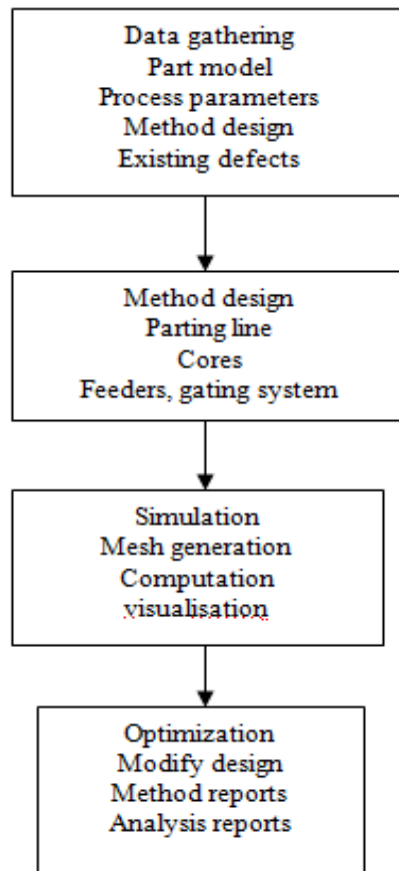 Data gathering
Part model
Process parameters
Method design
Existing defects
Method design
Parting line
Cores
Feeders, gating system
Simulation
Mesh generation
Computation
visualisation
Optimization
Modify design
Method reports
Analysis reports